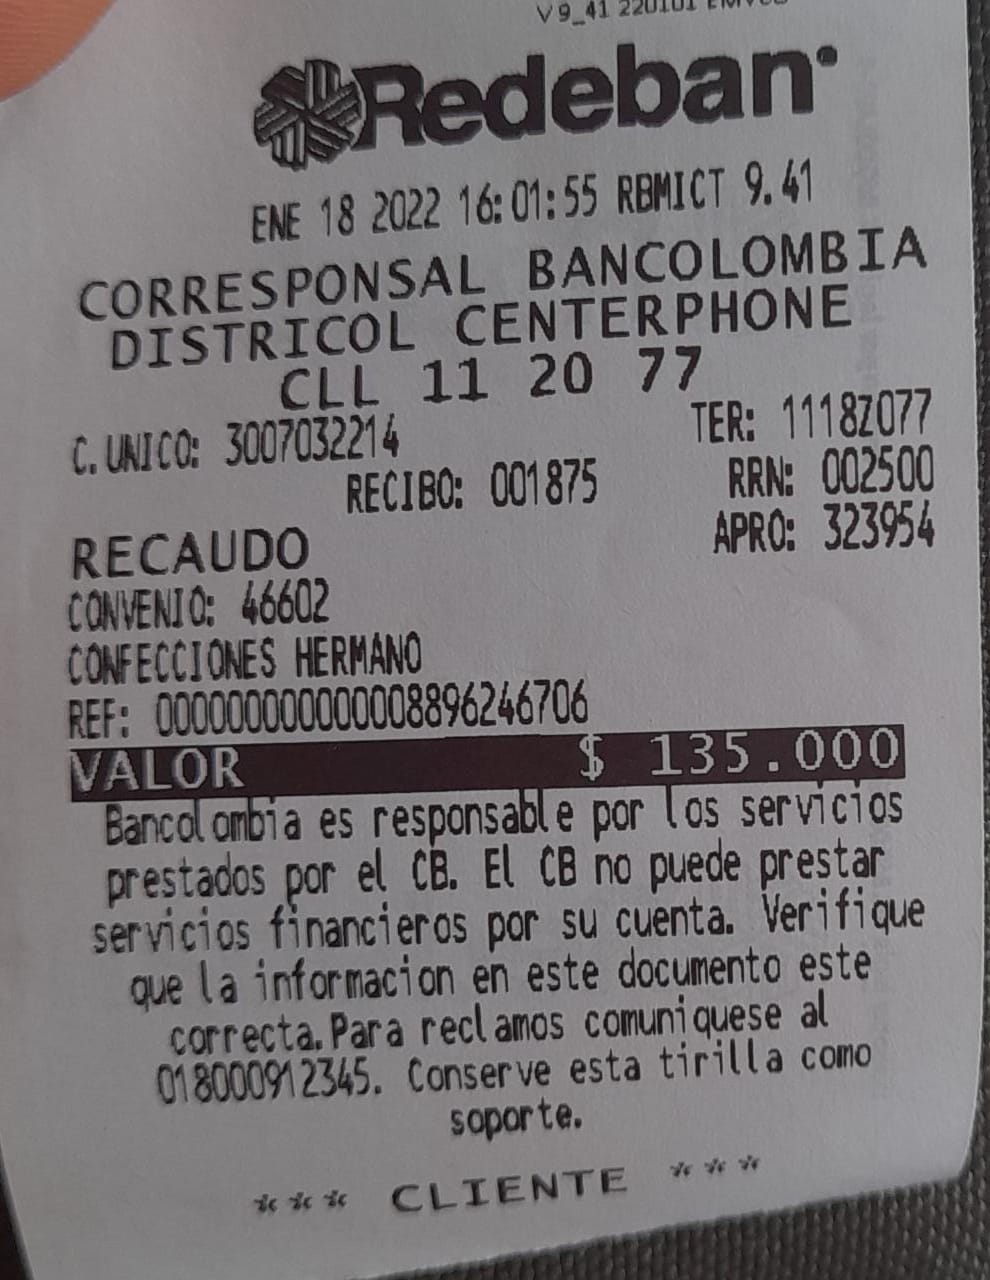 V 9_41 220101
Redeban
ENE 18 2022 16:01:55 RBMICT 9.41
CORRESPONSAL BANCOLOMBIA
DISTRICOL CENTERPHONE
CLL 11 20 77
C. UNICO: 3007032214 TER: 1118Z077
RECIBO: 001875 RRN: 002500
RECAUDO APRO: 323954
CONVENIO: 46602
CONFECCIONES HERMANO
REF: 000000000000008896246706
VALOR $ 135.000
Bancolombia es responsable por los servicios
prestados por el CB. El CB no puede prestar
servicios financieros por su cuenta. Verifique
que la informacion en este documento este
correcta. Para reclamos comuniquese al
018000912345. Conserve esta tirilla como
soporte.
*** CLIENTE ***